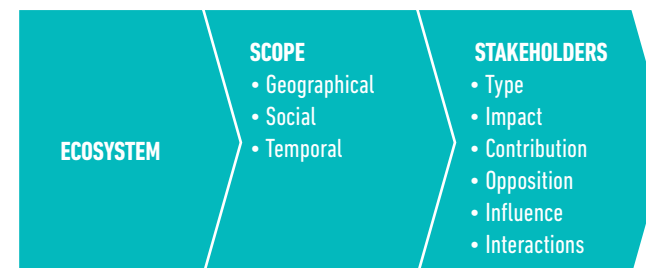 ECOSYSTEM
SCOPE
• Geographical
• Social
• Temporal
STAKEHOLDERS
• Type
• Impact
• Contribution
• Opposition
• Influence
• Interactions